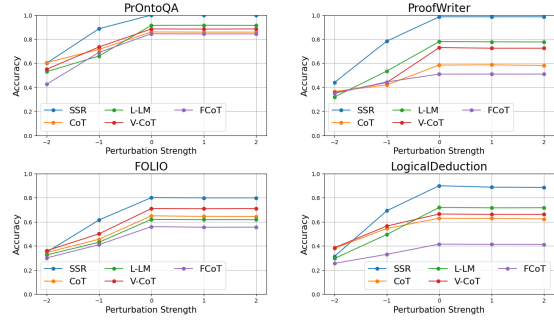 PrOntoQA
1.0
0.8
0.6
0.4
0.2
0.0
Accuracy
SSR
CoT
L-LM
V-CoT
FCoT
−2 −1 0 1 2
Perturbation Strength
ProofWriter
1.0
0.8
0.6
0.4
0.2
0.0
Accuracy
SSR
CoT
L-LM
V-CoT
FCoT
−2 −1 0 1 2
Perturbation Strength
FOLIO
1.0
0.8
0.6
0.4
0.2
0.0
Accuracy
SSR
CoT
L-LM
V-CoT
FCoT
−2 −1 0 1 2
Perturbation Strength
LogicalDeduction
1.0
0.8
0.6
0.4
0.2
0.0
Accuracy
SSR
CoT
L-LM
V-CoT
FCoT
−2 −1 0 1 2
Perturbation Strength